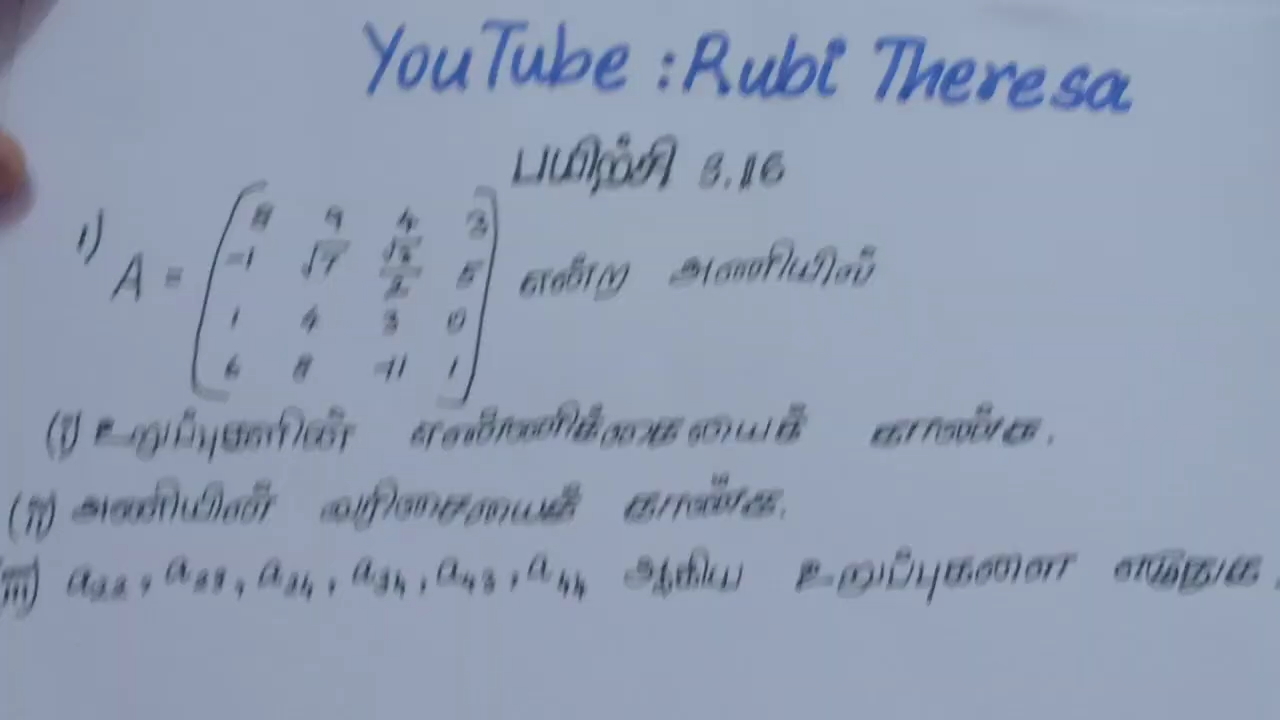 YouTube : Rubi Theresa
பயிற்சி 3.16
1) A = ( 8 9 4 3
-1 √7 √3/2 5
1 4 3 0
6 8 -11 1 ) என்ற அணியில்
(i) உறுப்புகளின் எண்ணிக்கையைக் காண்க.
(ii) அணியின் வரிசையைக் காண்க.
(iii) a₂₂, a₂₃, a₂₄, a₃₄, a₄₃, a₄₄ ஆகிய உறுப்புகளை எழுதுக.